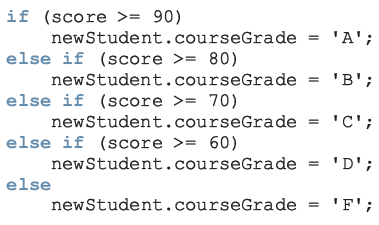 if (score >= 90)
    newStudent.courseGrade = 'A';
else if (score >= 80)
    newStudent.courseGrade = 'B';
else if (score >= 70)
    newStudent.courseGrade = 'C';
else if (score >= 60)
    newStudent.courseGrade = 'D';
else
    newStudent.courseGrade = 'F';